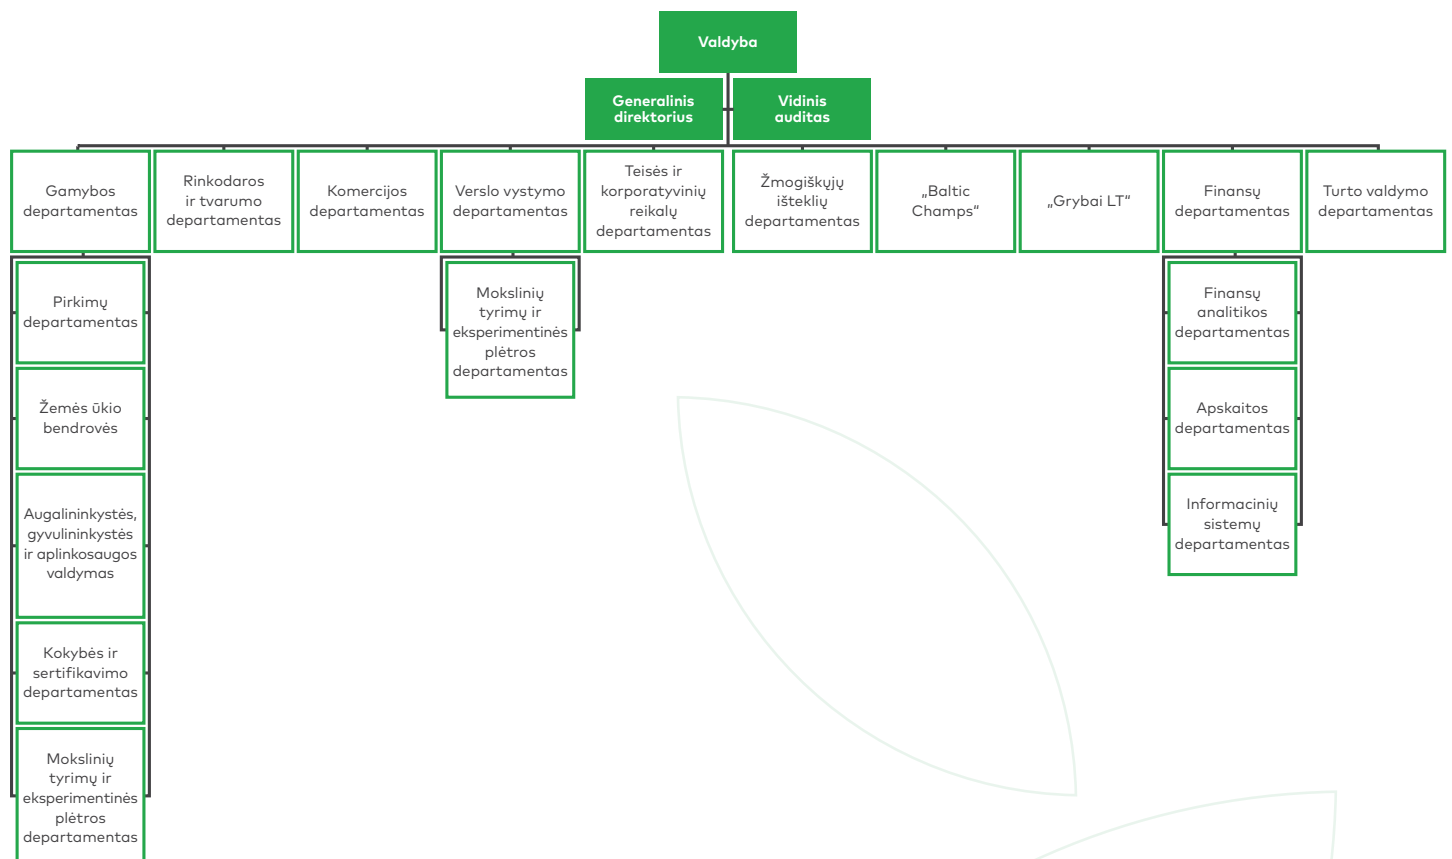 Valdyba
Generalinis
direktorius
Vidinis
auditas
Gamybos
departamentas
Rinkodaros
ir tvarumo
departamentas
Komercijos
departamentas
Verslo vystymo
departamentas
Teisės ir
korporatyvinių
reikalų
departamentas
Žmogiškųjų
išteklių
departamentas
„Baltic
Champs“
„Grybai LT“
Finansų
departamentas
Turto valdymo
departamentas
Pirkimų
departamentas
Žemės ūkio
bendrovės
Augalininkystės,
gyvulininkystės
ir aplinkosaugos
valdymas
Kokybės ir
sertifikavimo
departamentas
Mokslinių
tyrimų ir
eksperimentinės
plėtros
departamentas
Mokslinių
tyrimų ir
eksperimentinės
plėtros
departamentas
Finansų
analitikos
departamentas
Apskaitos
departamentas
Informacinių
sistemų
departamentas